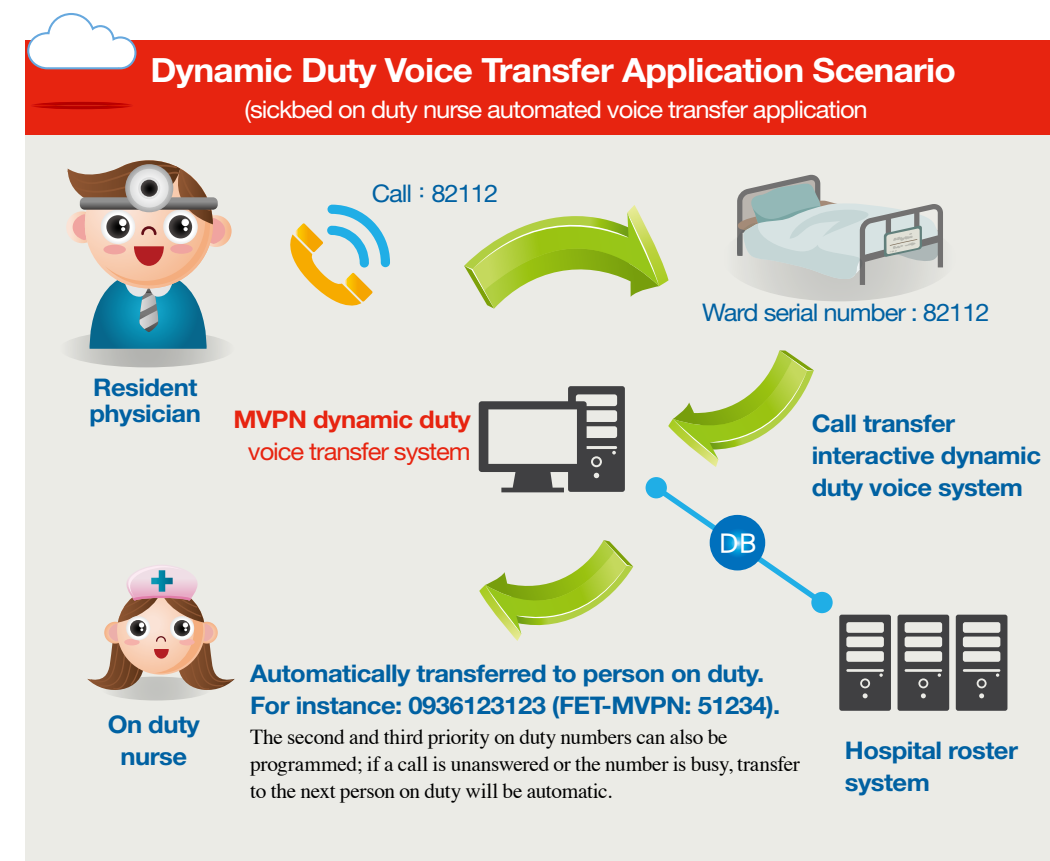 Dynamic Duty Voice Transfer Application Scenario
(sickbed on duty nurse automated voice transfer application
Call : 82112
Ward serial number : 82112
Resident
physician
MVPN dynamic duty
voice transfer system
Call transfer
interactive dynamic
duty voice system
DB
Automatically transferred to person on duty.
For instance: 0936123123 (FET-MVPN: 51234).
The second and third priority on duty numbers can also be
programmed; if a call is unanswered or the number is busy, transfer
to the next person on duty will be automatic.
On duty
nurse
Hospital roster
system